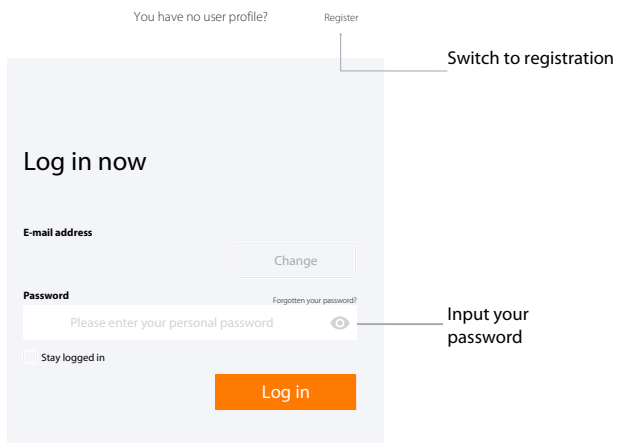 You have no user profile? Register
Switch to registration
Log in now
E-mail address
Change
Password
Forgotten your password?
Please enter your personal password
Input your
password
Stay logged in
Log in